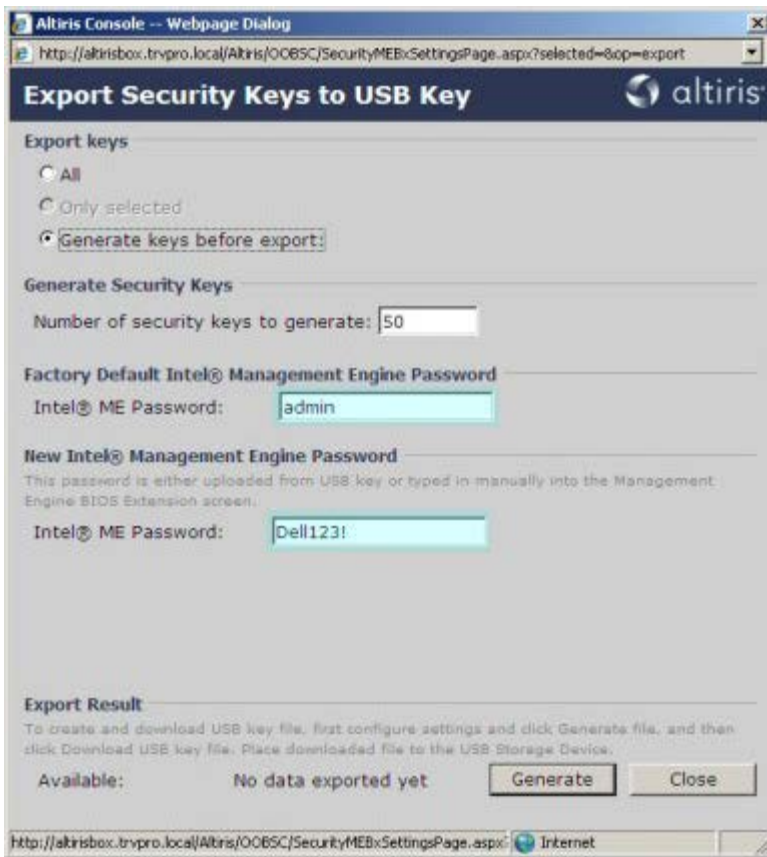 Altiris Console -- Webpage Dialog
http://altirisbox.trvpro.local/Altiris/OOBSC/SecurityMEBxSettingsPage.aspx?selected=&op=export
Export Security Keys to USB Key
altiris
Export keys
All
Only selected
Generate keys before export:
Generate Security Keys
Number of security keys to generate: 50
Factory Default Intel® Management Engine Password
Intel® ME Password: admin
New Intel® Management Engine Password
This password is either uploaded from USB key or typed in manually into the Management
Engine BIOS Extension screen.
Intel® ME Password: Dell123!
Export Result
To create and download USB key file, first configure settings and click Generate file, and then
click Download USB key file. Place downloaded file to the USB Storage Device.
Available: No data exported yet Generate Close
http://altirisbox.trvpro.local/Altiris/OOBSC/SecurityMEBxSettingsPage.aspx? Internet